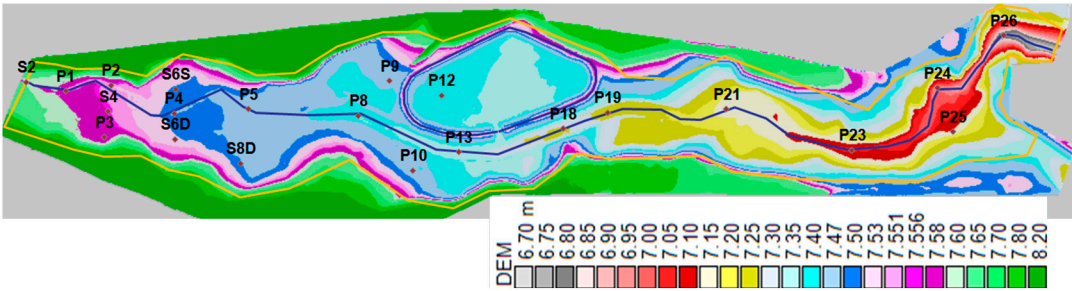 P26
S2
P1
P2
S6S
P9
P12
P24
S4
P4
P5
P8
P18
P19
P21
P3
S6D
P13
P23
P25
S8D
P10
DEM
6.70 m
6.75
6.80
6.85
6.90
6.95
7.00
7.05
7.10
7.15
7.20
7.25
7.30
7.35
7.40
7.47
7.50
7.53
7.551
7.556
7.58
7.60
7.65
7.70
7.80
8.20